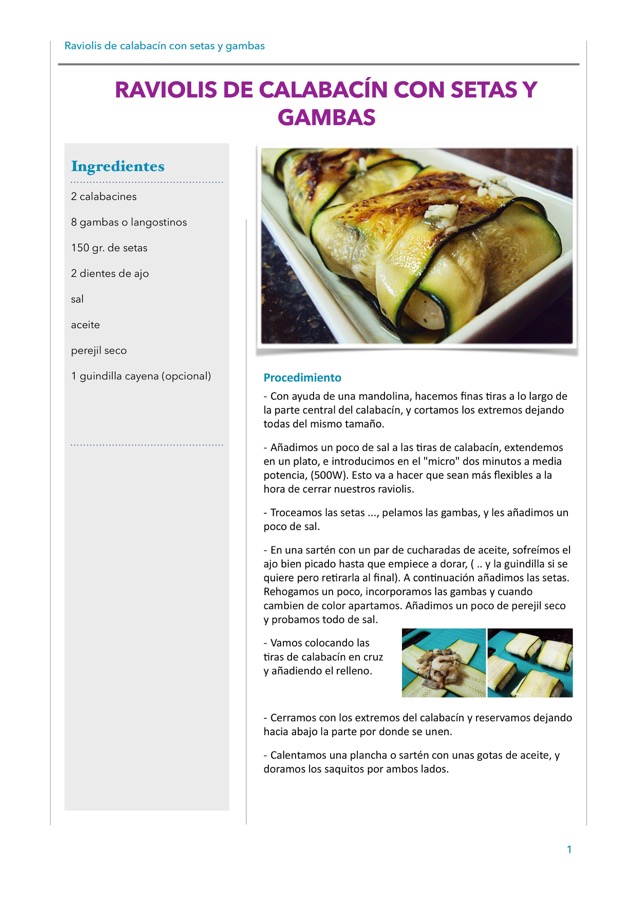 Raviolis de calabacín con setas y gambas
RAVIOLIS DE CALABACÍN CON SETAS Y
GAMBAS
Ingredientes
2 calabacines
8 gambas o langostinos
150 gr. de setas
2 dientes de ajo
sal
aceite
perejil seco
1 guindilla cayena (opcional)
Procedimiento
- Con ayuda de una mandolina, hacemos finas tiras a lo largo de
la parte central del calabacín, y cortamos los extremos dejando
todas del mismo tamaño.
- Añadimos un poco de sal a las tiras de calabacín, extendemos
en un plato, e introducimos en el "micro" dos minutos a media
potencia, (500W). Esto va a hacer que sean más flexibles a la
hora de cerrar nuestros raviolis.
- Troceamos las setas ..., pelamos las gambas, y les añadimos un
poco de sal.
- En una sartén con un par de cucharadas de aceite, sofreímos el
ajo bien picado hasta que empiece a dorar, ( .. y la guindilla si se
quiere pero retirarla al final). A continuación añadimos las setas.
Rehogamos un poco, incorporamos las gambas y cuando
cambien de color apartamos. Añadimos un poco de perejil seco
y probamos todo de sal.
- Vamos colocando las
tiras de calabacín en cruz
y añadiendo el relleno.
- Cerramos con los extremos del calabacín y reservamos dejando
hacia abajo la parte por donde se unen.
- Calentamos una plancha o sartén con unas gotas de aceite, y
doramos los saquitos por ambos lados.
1